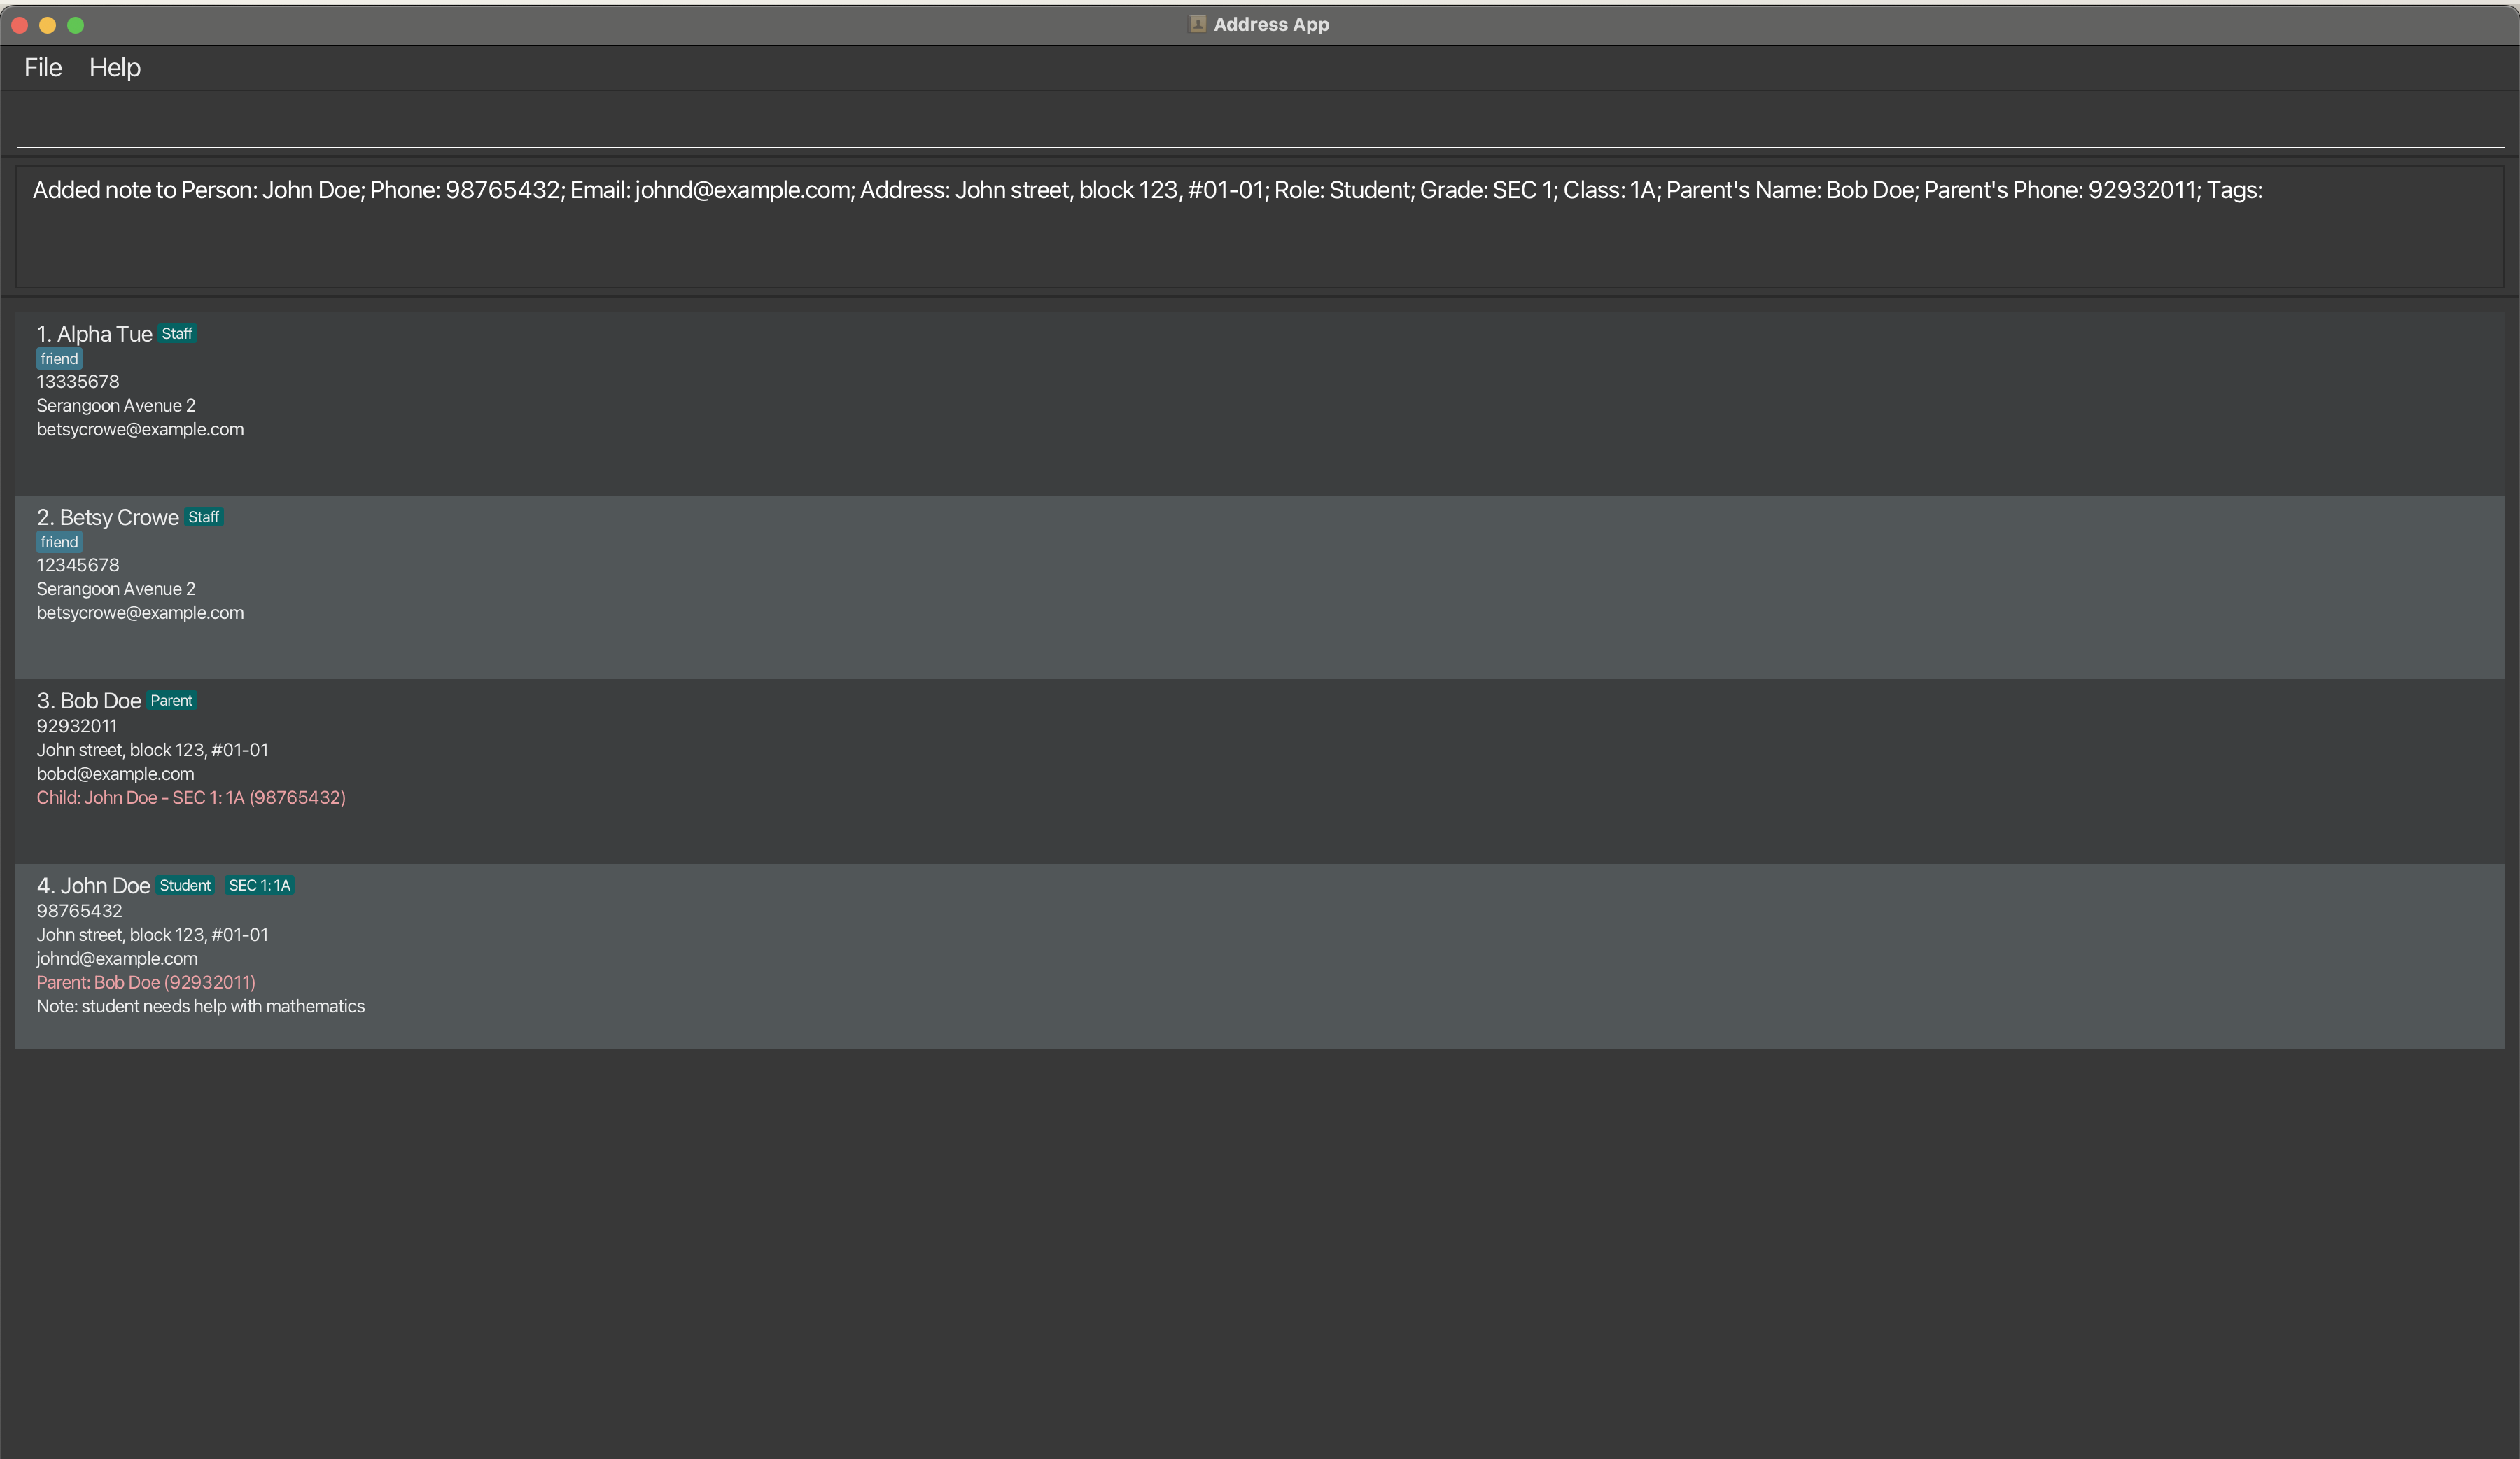 Address App
File Help
Added note to Person: John Doe; Phone: 98765432; Email: johnd@example.com; Address: John street, block 123, #01-01; Role: Student; Grade: SEC 1; Class: 1A; Parent's Name: Bob Doe; Parent's Phone: 92932011; Tags:
1. Alpha Tue Staff
friend
13335678
Serangoon Avenue 2
betsycrowe@example.com
2. Betsy Crowe Staff
friend
12345678
Serangoon Avenue 2
betsycrowe@example.com
3. Bob Doe Parent
92932011
John street, block 123, #01-01
bobd@example.com
Child: John Doe - SEC 1: 1A (98765432)
4. John Doe Student SEC 1: 1A
98765432
John street, block 123, #01-01
johnd@example.com
Parent: Bob Doe (92932011)
Note: student needs help with mathematics